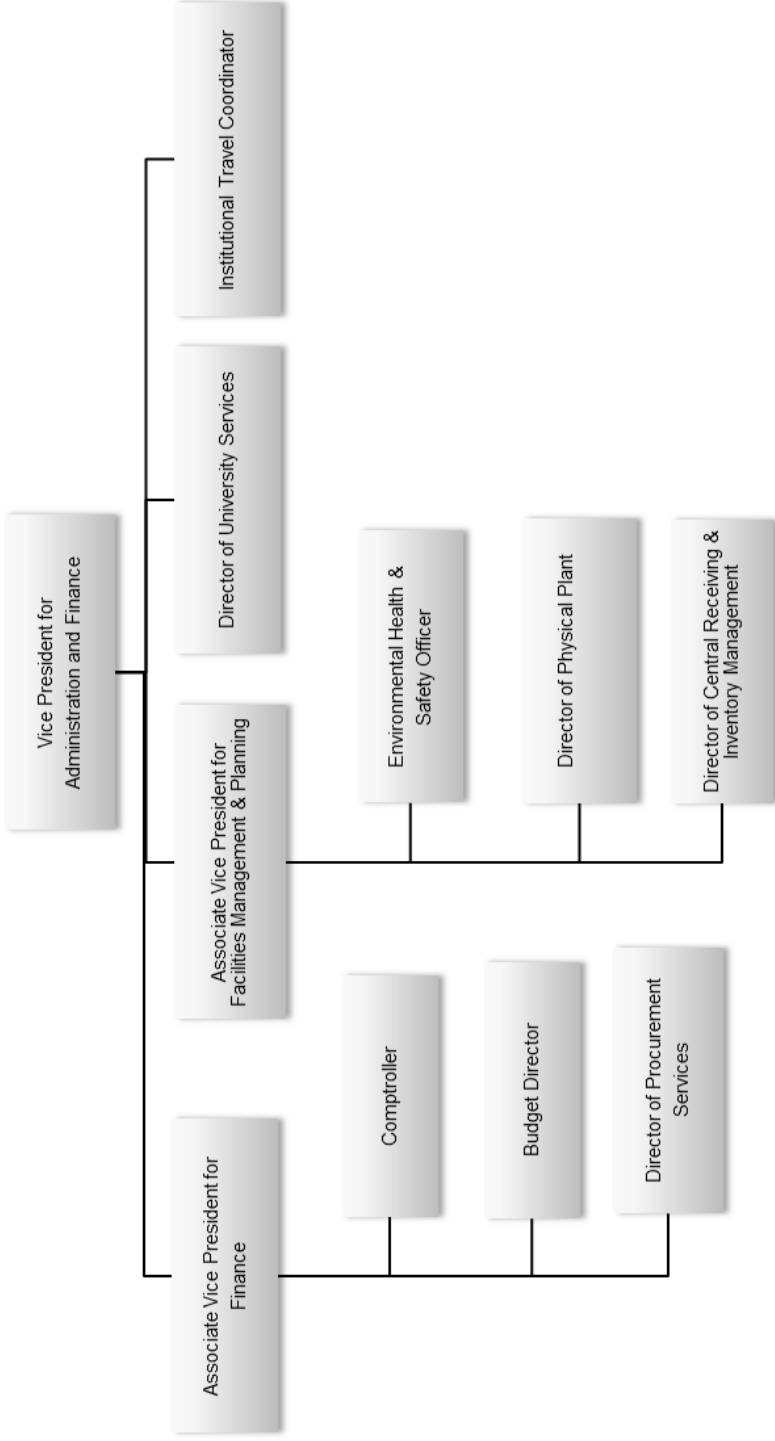 Vice President for
Administration and Finance
Associate Vice President for
Finance
Associate Vice President for
Facilities Management & Planning
Director of University Services
Institutional Travel Coordinator
Comptroller
Budget Director
Director of Procurement
Services
Environmental Health &
Safety Officer
Director of Physical Plant
Director of Central Receiving &
Inventory Management